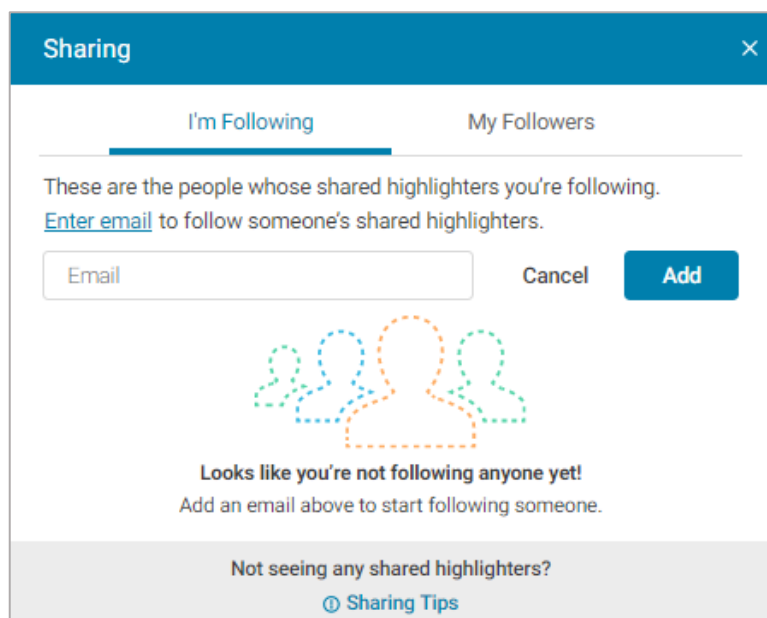 Sharing
I'm Following
My Followers
These are the people whose shared highlighters you’re following.
Enter email to follow someone’s shared highlighters.
Email
Cancel
Add
Looks like you’re not following anyone yet!
Add an email above to start following someone.
Not seeing any shared highlighters?
Sharing Tips